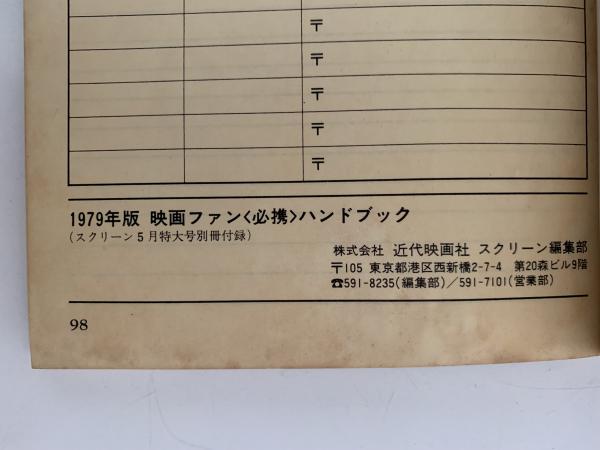 〒
〒
〒
〒
〒
1979年版 映画ファン<必携>ハンドブック
(スクリーン5月特大号別冊付録)
株式会社 近代映画社 スクリーン編集部
〒105 東京都港区西新橋2-7-4 第20森ビル9階
☎591-8235(編集部)/591-7101(営業部)
98